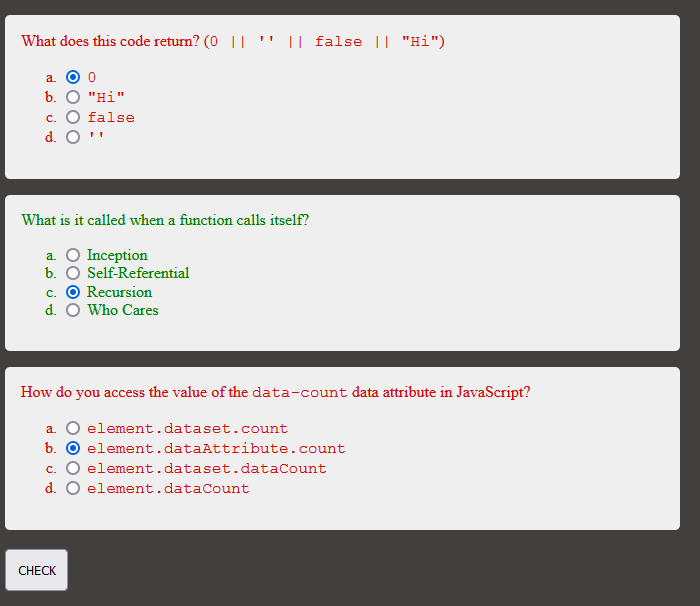 What does this code return? (0 || '' || false || "Hi")
a. 0
b. "Hi"
c. false
d. ''
What is it called when a function calls itself?
a. Inception
b. Self-Referential
c. Recursion
d. Who Cares
How do you access the value of the data-count data attribute in JavaScript?
a. element.dataset.count
b. element.dataAttribute.count
c. element.dataset.dataCount
d. element.dataCount
CHECK